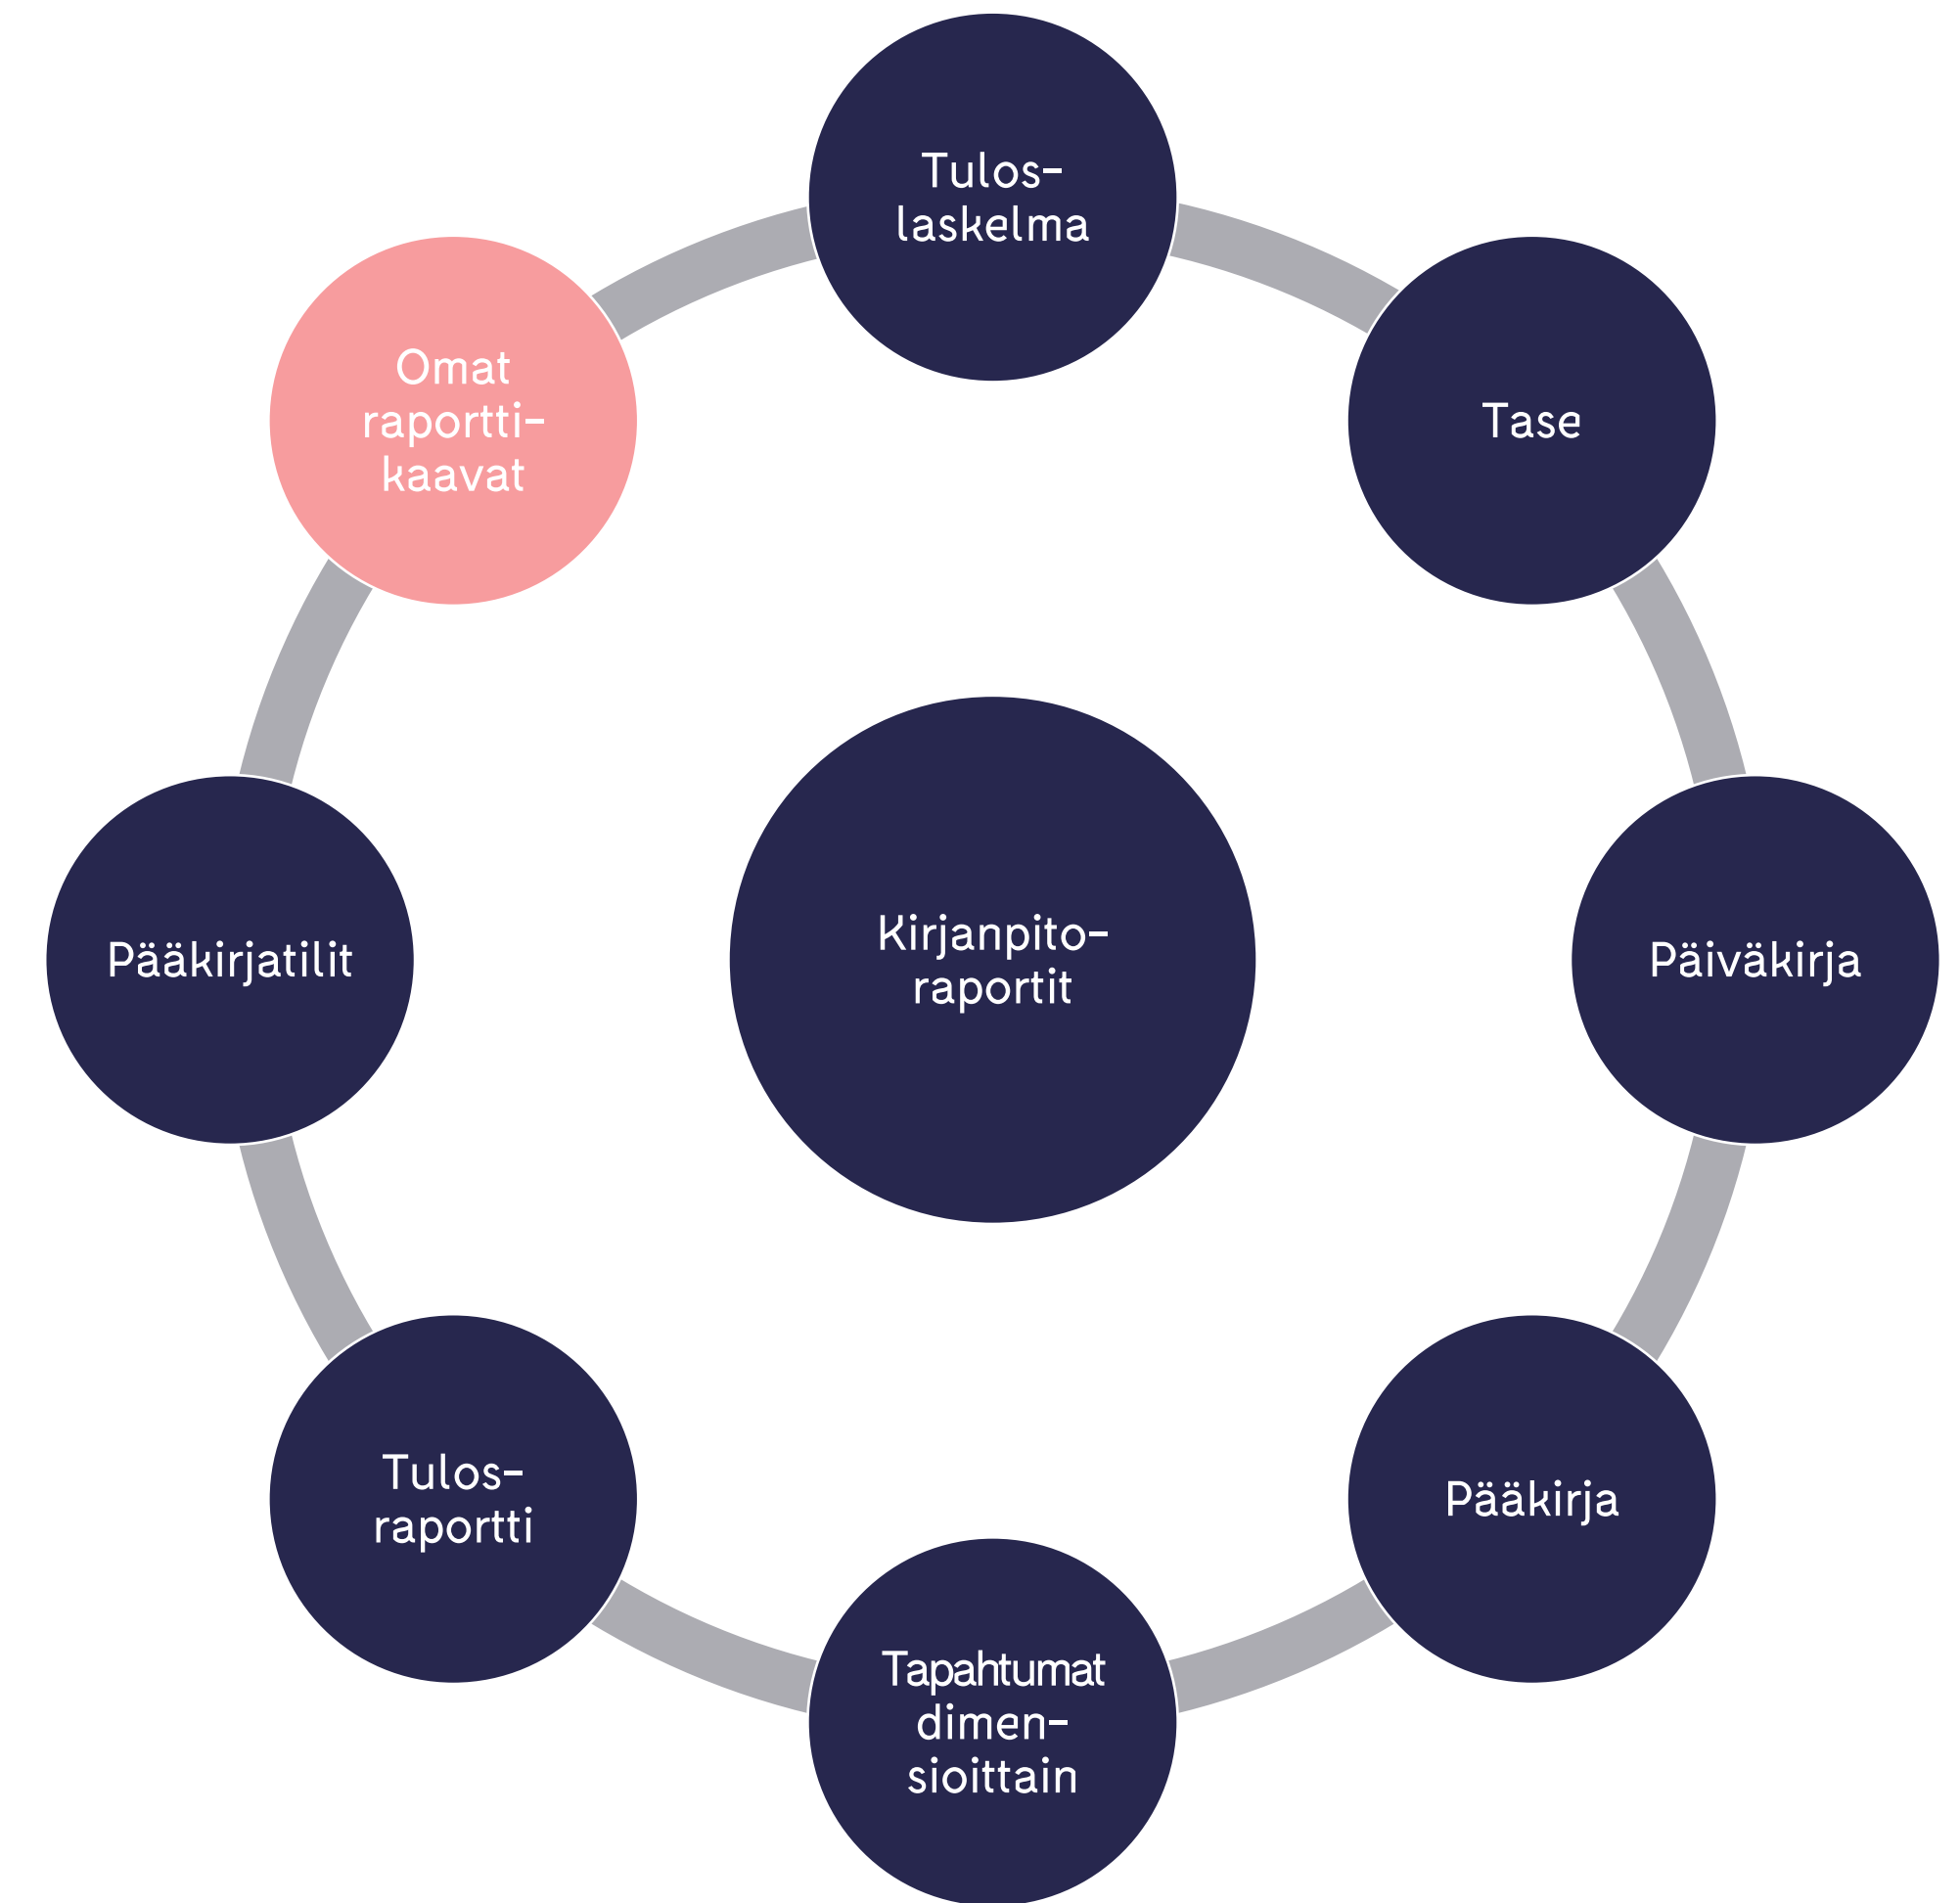 Tulos-
laskelma
Omat
raportti-
kaavat
Tase
Kirjanpito-
raportit
Pääkirjatilit
Päiväkirja
Tulos-
raportti
Pääkirja
Tapahtumat
dimen-
sioittain